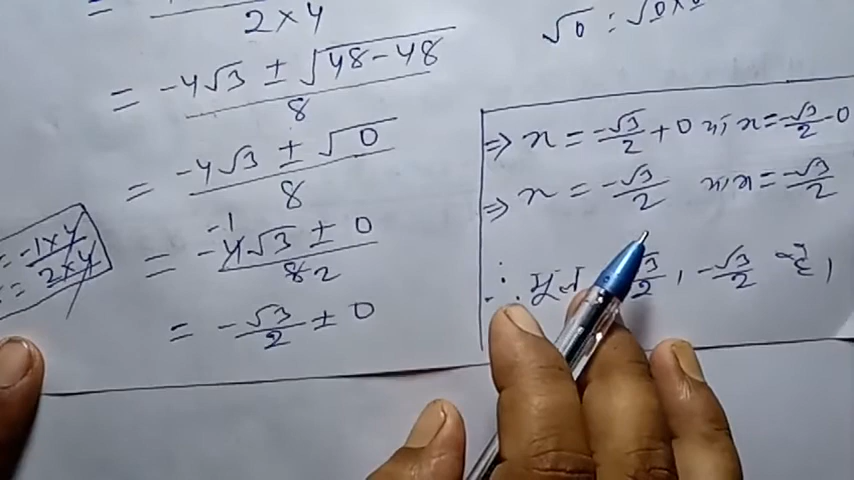 =
2 × 4
= -4√3 ± √48-48 / 8
= -4√3 ± √0 / 8
-1
= -4√3 ± 0 / 8 2
= -√3/2 ± 0
= -1×4 / 2×4
√0 : √0×0
⇒ x = -√3/2 + 0 या, x = -√3/2 - 0
⇒ x = -√3/2 या, x = -√3/2
∴ मूल √3/2 , -√3/2 है,